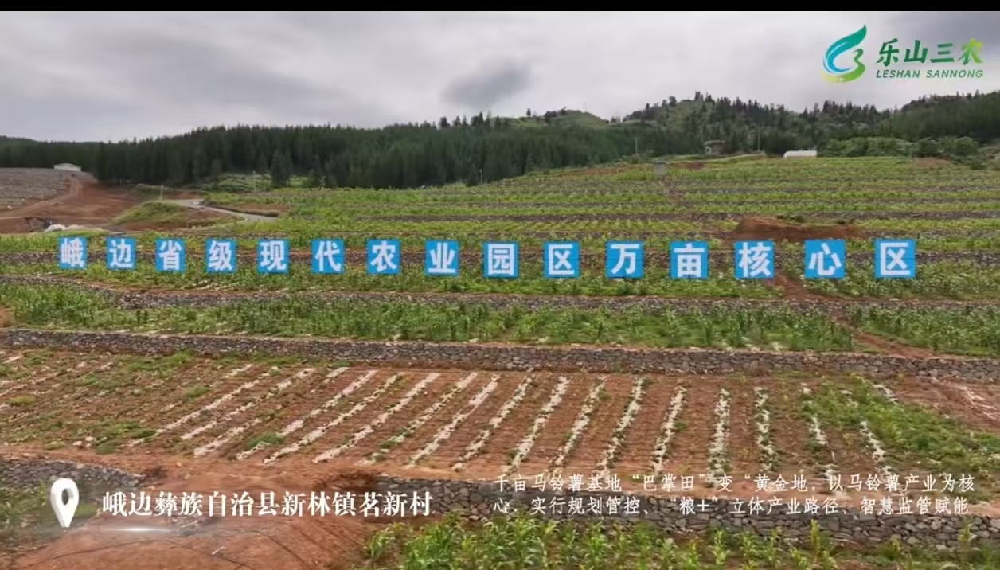 乐山三农
LESHAN SANNONG
峨边省级现代农业园区万亩核心区
峨边彝族自治县新林镇茗新村
千亩马铃薯基地“巴掌田”变“黄金地，以马铃薯产业为核
心．实行规划管控、“粮+”立体产业路径、智慧监管赋能